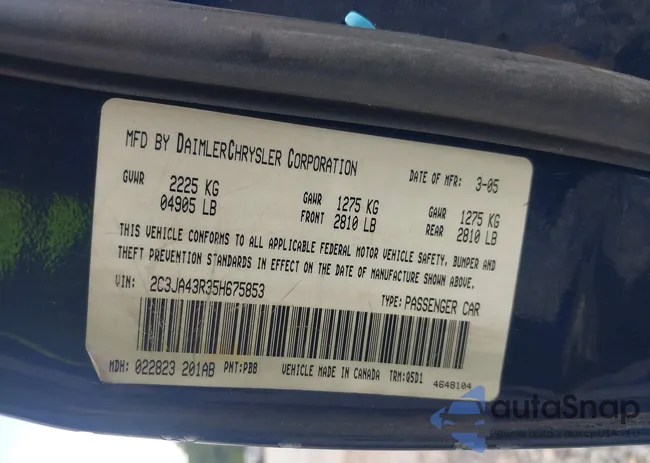 MFD BY DAIMLERCHRYSLER CORPORATION DATE OF MFR: 3-05
GVWR 2225 KG GAWR 1275 KG GAWR 1275 KG
04905 LB FRONT 2810 LB REAR 2810 LB
THIS VEHICLE CONFORMS TO ALL APPLICABLE FEDERAL MOTOR VEHICLE SAFETY, BUMPER AND
THEFT PREVENTION STANDARDS IN EFFECT ON THE DATE OF MANUFACTURE SHOWN ABOVE.
VIN: 2C3JA43R35H675853 TYPE: PASSENGER CAR
MDH: 022823 201AB PNT:PB8 VEHICLE MADE IN CANADA TRM:Q5D1 4648104
autoSnap